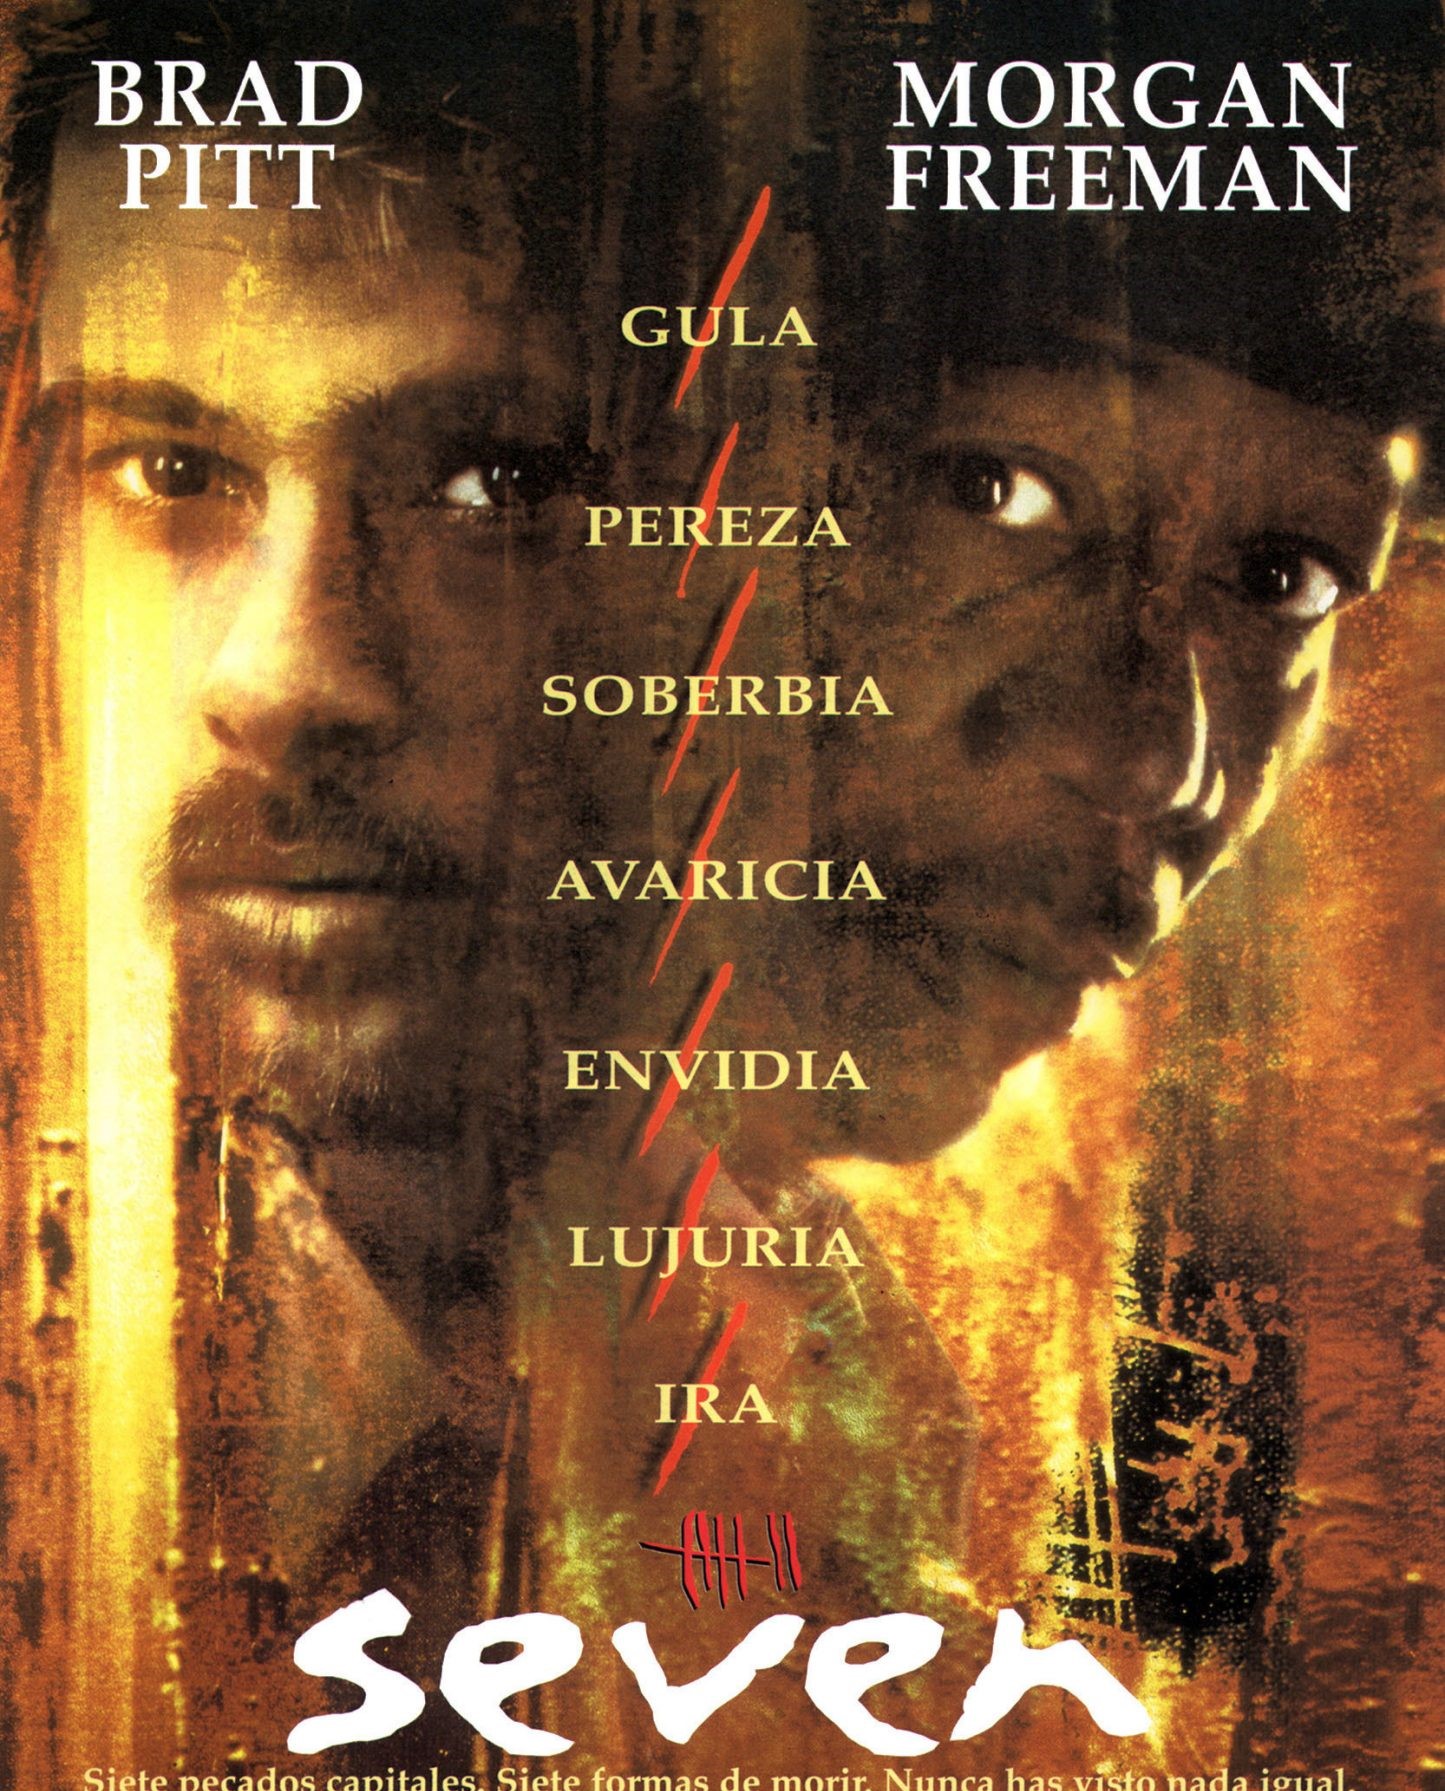 BRAD
PITT
MORGAN
FREEMAN
GULA
PEREZA
SOBERBIA
AVARICIA
ENVIDIA
LUJURIA
IRA
seven
Siete pecados capitales. Siete formas de morir. Nunca has visto nada igual.